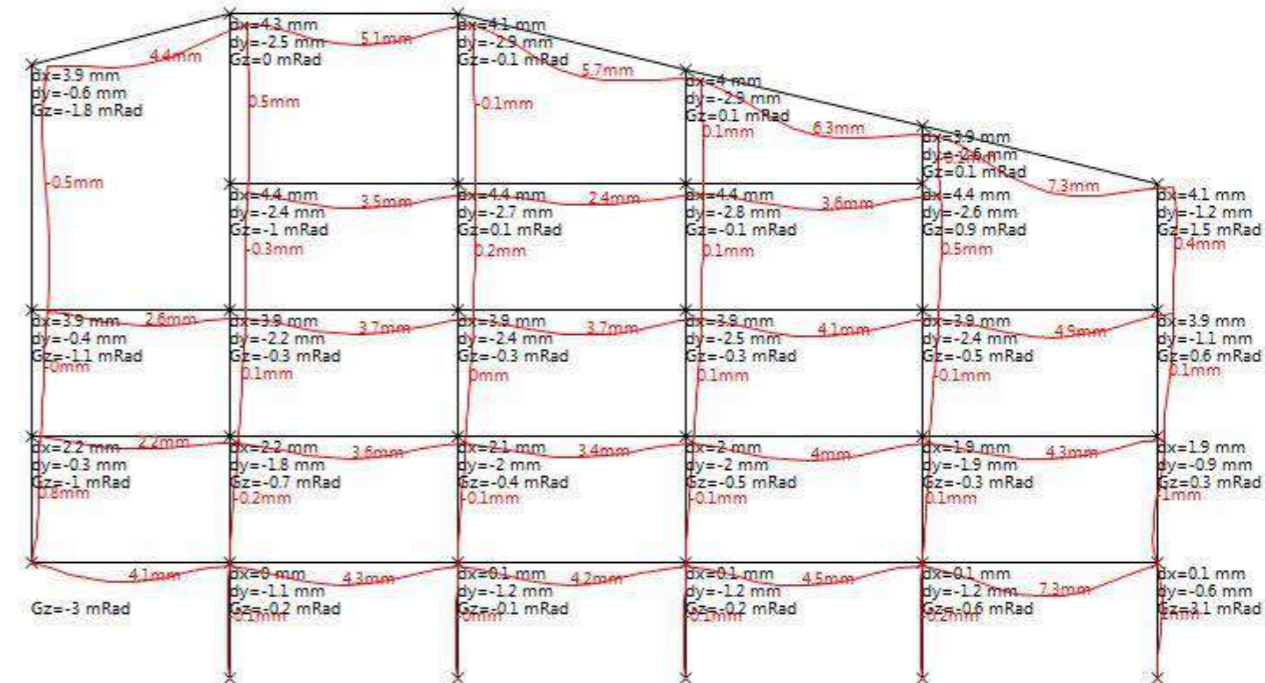 dx=4.3 mm
dy=-2.5 mm
Gz=0 mRad
5.1mm
dx=4.1 mm
dy=-2.9 mm
Gz=-0.1 mRad
4.4mm
dx=3.9 mm
dy=-0.6 mm
Gz=-1.8 mRad
5.7mm
dx=4 mm
dy=-2.9 mm
Gz=0.1 mRad
0.5mm
-0.1mm
0.1mm
6.3mm
dx=3.9 mm
dy=-2.6 mm
Gz=0.1 mRad
-0.5mm
7.3mm
dx=4.4 mm
dy=-2.4 mm
Gz=-1 mRad
3.5mm
dx=4.4 mm
dy=-2.7 mm
Gz=0.1 mRad
2.4mm
dx=4.4 mm
dy=-2.8 mm
Gz=-0.1 mRad
3.6mm
dx=4.4 mm
dy=-2.6 mm
Gz=0.9 mRad
dx=4.1 mm
dy=-1.2 mm
Gz=1.5 mRad
-0.3mm
0.2mm
0.1mm
0.5mm
0.4mm
dx=3.9 mm
dy=-0.4 mm
Gz=-1.1 mRad
2.6mm
dx=3.9 mm
dy=-2.2 mm
Gz=-0.3 mRad
3.7mm
dx=3.9 mm
dy=-2.4 mm
Gz=-0.3 mRad
3.7mm
dx=3.9 mm
dy=-2.5 mm
Gz=-0.3 mRad
4.1mm
dx=3.9 mm
dy=-2.4 mm
Gz=-0.5 mRad
4.9mm
dx=3.9 mm
dy=-1.1 mm
Gz=0.6 mRad
-0mm
0.1mm
0mm
0.1mm
-0.1mm
0.1mm
dx=2.2 mm
dy=-0.3 mm
Gz=-1 mRad
2.2mm
dx=2.2 mm
dy=-1.8 mm
Gz=-0.7 mRad
3.6mm
dx=2.1 mm
dy=-2 mm
Gz=-0.4 mRad
3.4mm
dx=2 mm
dy=-2 mm
Gz=-0.5 mRad
4mm
dx=1.9 mm
dy=-1.9 mm
Gz=-0.3 mRad
4.3mm
dx=1.9 mm
dy=-0.9 mm
Gz=0.3 mRad
0.8mm
-0.2mm
-0.1mm
-0.1mm
0.1mm
-1mm
4.1mm
dx=0 mm
dy=-1.1 mm
Gz=-0.2 mRad
4.3mm
dx=0.1 mm
dy=-1.2 mm
Gz=-0.1 mRad
4.2mm
dx=0.1 mm
dy=-1.2 mm
Gz=-0.2 mRad
4.5mm
dx=0.1 mm
dy=-1.2 mm
Gz=-0.6 mRad
7.3mm
dx=0.1 mm
dy=-0.6 mm
Gz=3.1 mRad
Gz=-3 mRad
-0.1mm
-0mm
-0.1mm
-0.2mm